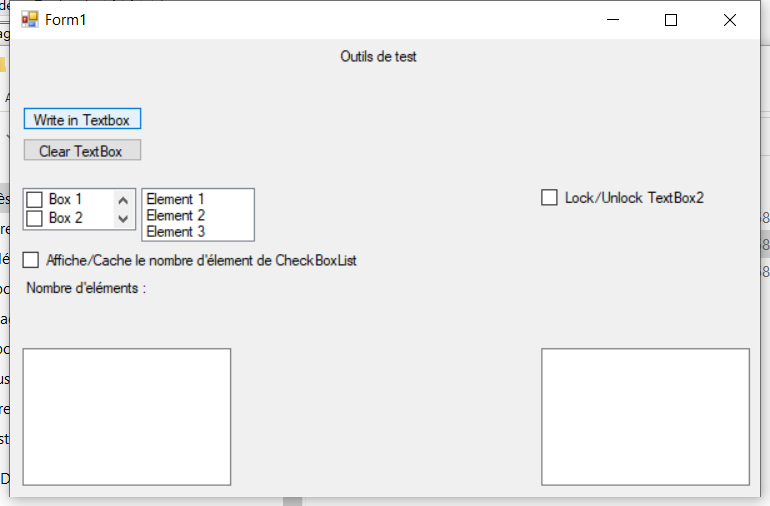 Form1
Outils de test
Write in Textbox
Clear TextBox
Box 1
Box 2
Element 1
Element 2
Element 3
Lock/Unlock TextBox2
Affiche/Cache le nombre d'élement de CheckBoxList
Nombre d'eléments :